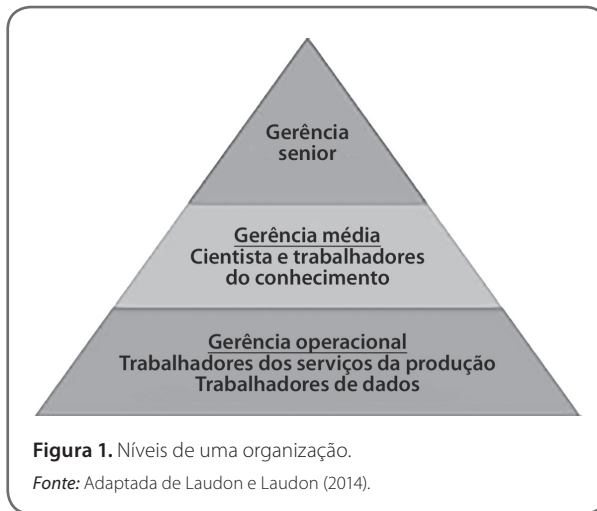 Gerência
senior
Gerência média
Cientista e trabalhadores
do conhecimento
Gerência operacional
Trabalhadores dos serviços da produção
Trabalhadores de dados
Figura 1. Níveis de uma organização.
Fonte: Adaptada de Laudon e Laudon (2014).